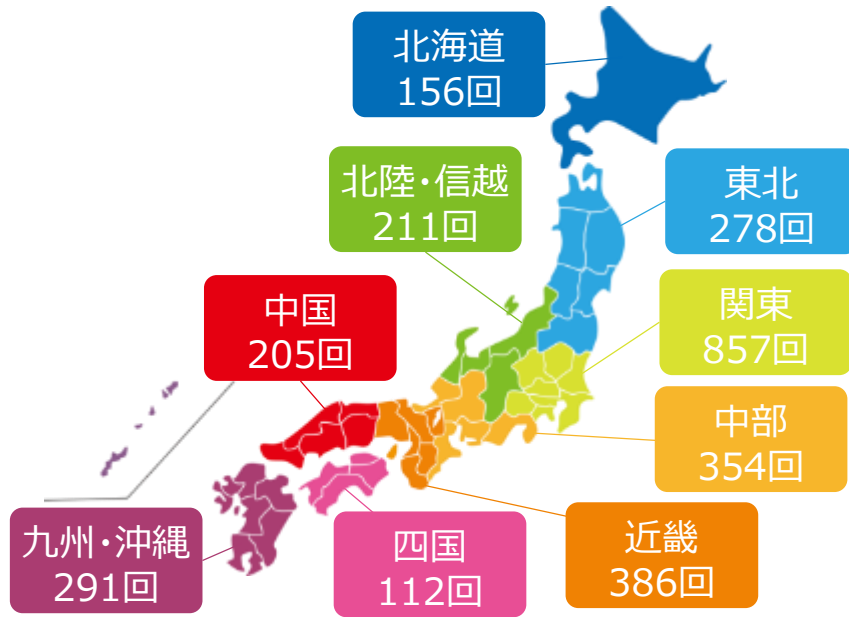 北海道
156回
北陸・信越
211回
東北
278回
中国
205回
関東
857回
中部
354回
九州・沖縄
291回
四国
112回
近畿
386回